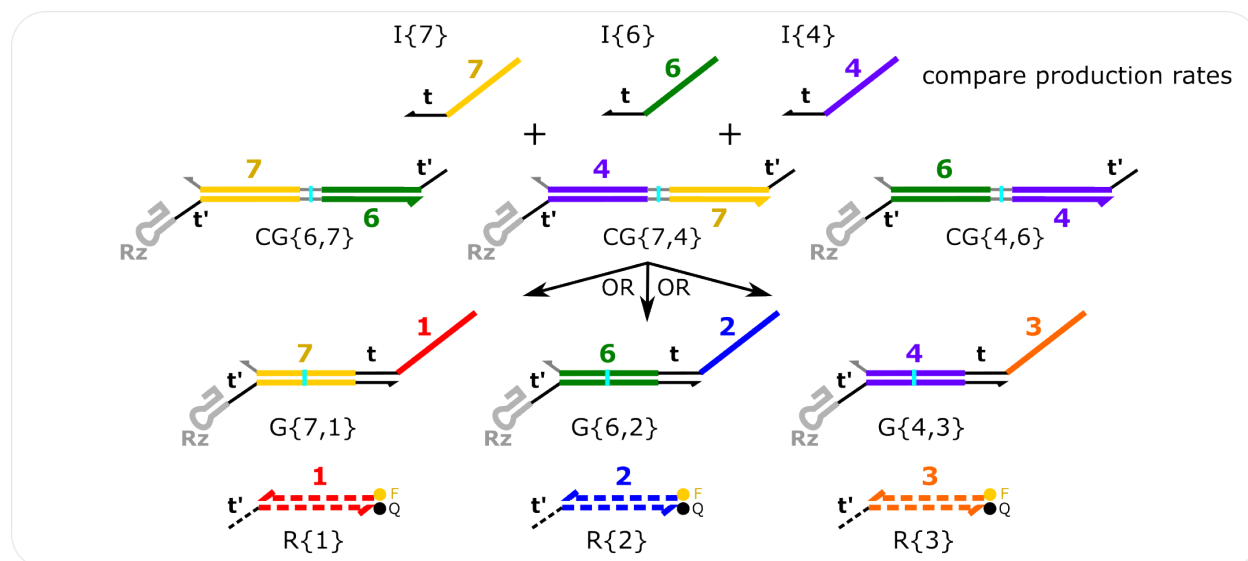 I{7} I{6} I{4}
7 6 4 compare production rates
t t t
+ +
7 t' 4 t' 6 t'
t' 6 t' 7 t' 4
Rz CG{6,7} Rz CG{7,4} Rz CG{4,6}
OR OR
1 2 3
7 t 6 t 4 t
t' t' t'
Rz G{7,1} Rz G{6,2} Rz G{4,3}
1 2 3
t' F t' F t' F
Q Q Q
R{1} R{2} R{3}